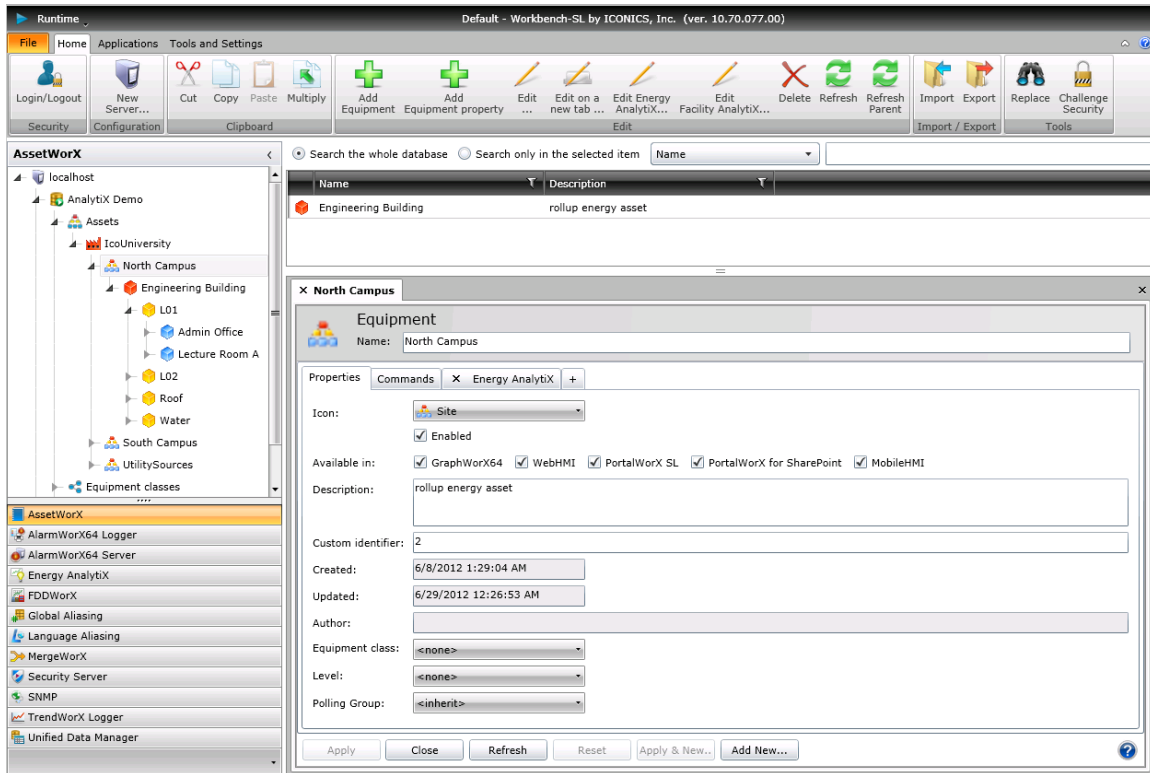 Runtime
Default - Workbench-SL by ICONICS, Inc. (ver. 10.70.077.00)
File Home Applications Tools and Settings
Login/Logout
New Server...
Cut Copy Paste Multiply
Add Equipment
Add Equipment property
Edit ...
Edit on a new tab ...
Edit Energy AnalytiX...
Edit Facility AnalytiX...
Delete Refresh
Refresh Parent
Import Export
Replace
Challenge Security
Security Configuration Clipboard Edit Import / Export Tools
AssetWorX
localhost
AnalytiX Demo
Assets
IcoUniversity
North Campus
Engineering Building
L01
Admin Office
Lecture Room A
L02
Roof
Water
South Campus
UtilitySources
Equipment classes
AssetWorX
AlarmWorX64 Logger
AlarmWorX64 Server
Energy AnalytiX
FDDWorX
Global Aliasing
Language Aliasing
MergeWorX
Security Server
SNMP
TrendWorX Logger
Unified Data Manager
Search the whole database Search only in the selected item Name
Name Description
Engineering Building rollup energy asset
X North Campus
Equipment
Name: North Campus
Properties Commands X Energy AnalytiX +
Icon: Site
Enabled
Available in: GraphWorX64 WebHMI PortalWorX SL PortalWorX for SharePoint MobileHMI
Description: rollup energy asset
Custom identifier: 2
Created: 6/8/2012 1:29:04 AM
Updated: 6/29/2012 12:26:53 AM
Author:
Equipment class: <none>
Level: <none>
Polling Group: <inherit>
Apply Close Refresh Reset Apply & New.. Add New...